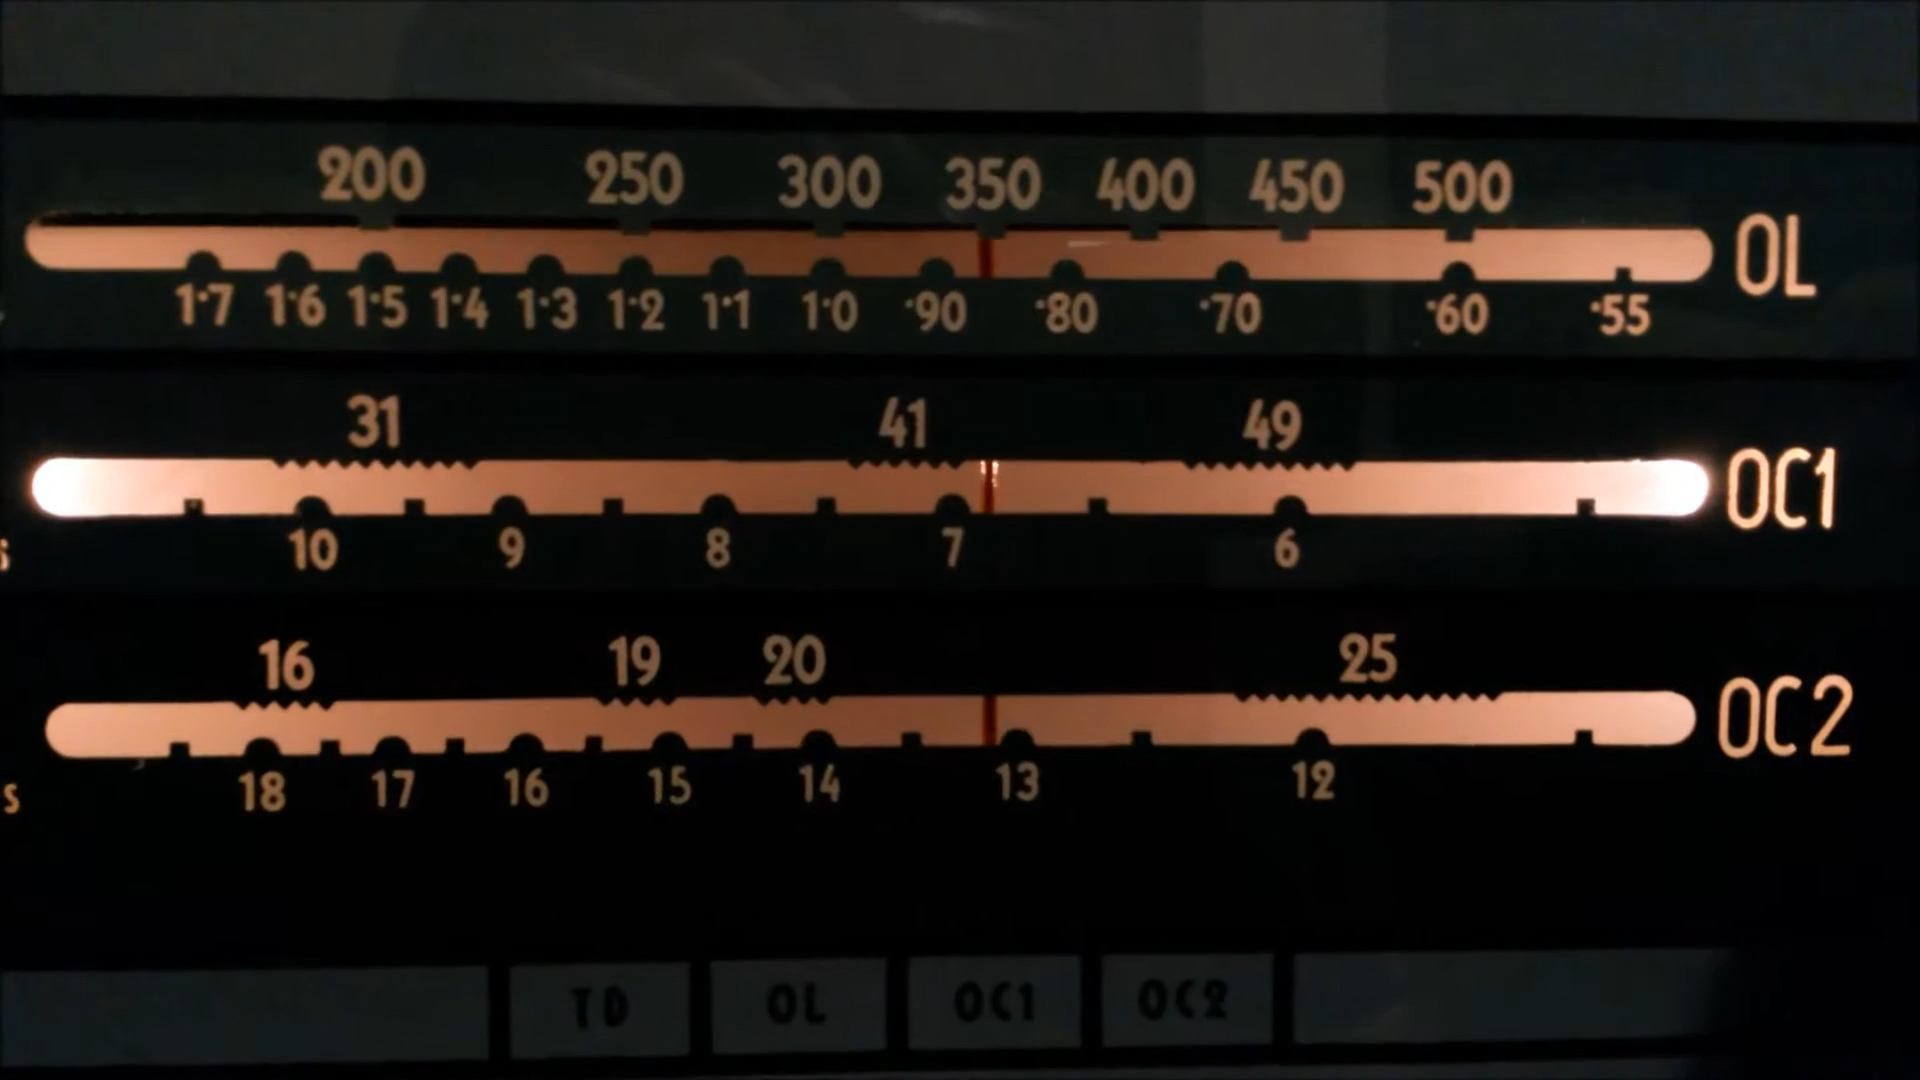 200 250 300 350 400 450 500
OL
1·7 1·6 1·5 1·4 1·3 1·2 1·1 1·0 ·90 ·80 ·70 ·60 ·55
31 41 49
OC1
10 9 8 7 6
16 19 20 25
OC2
s 18 17 16 15 14 13 12
TD OL OC1 OC2